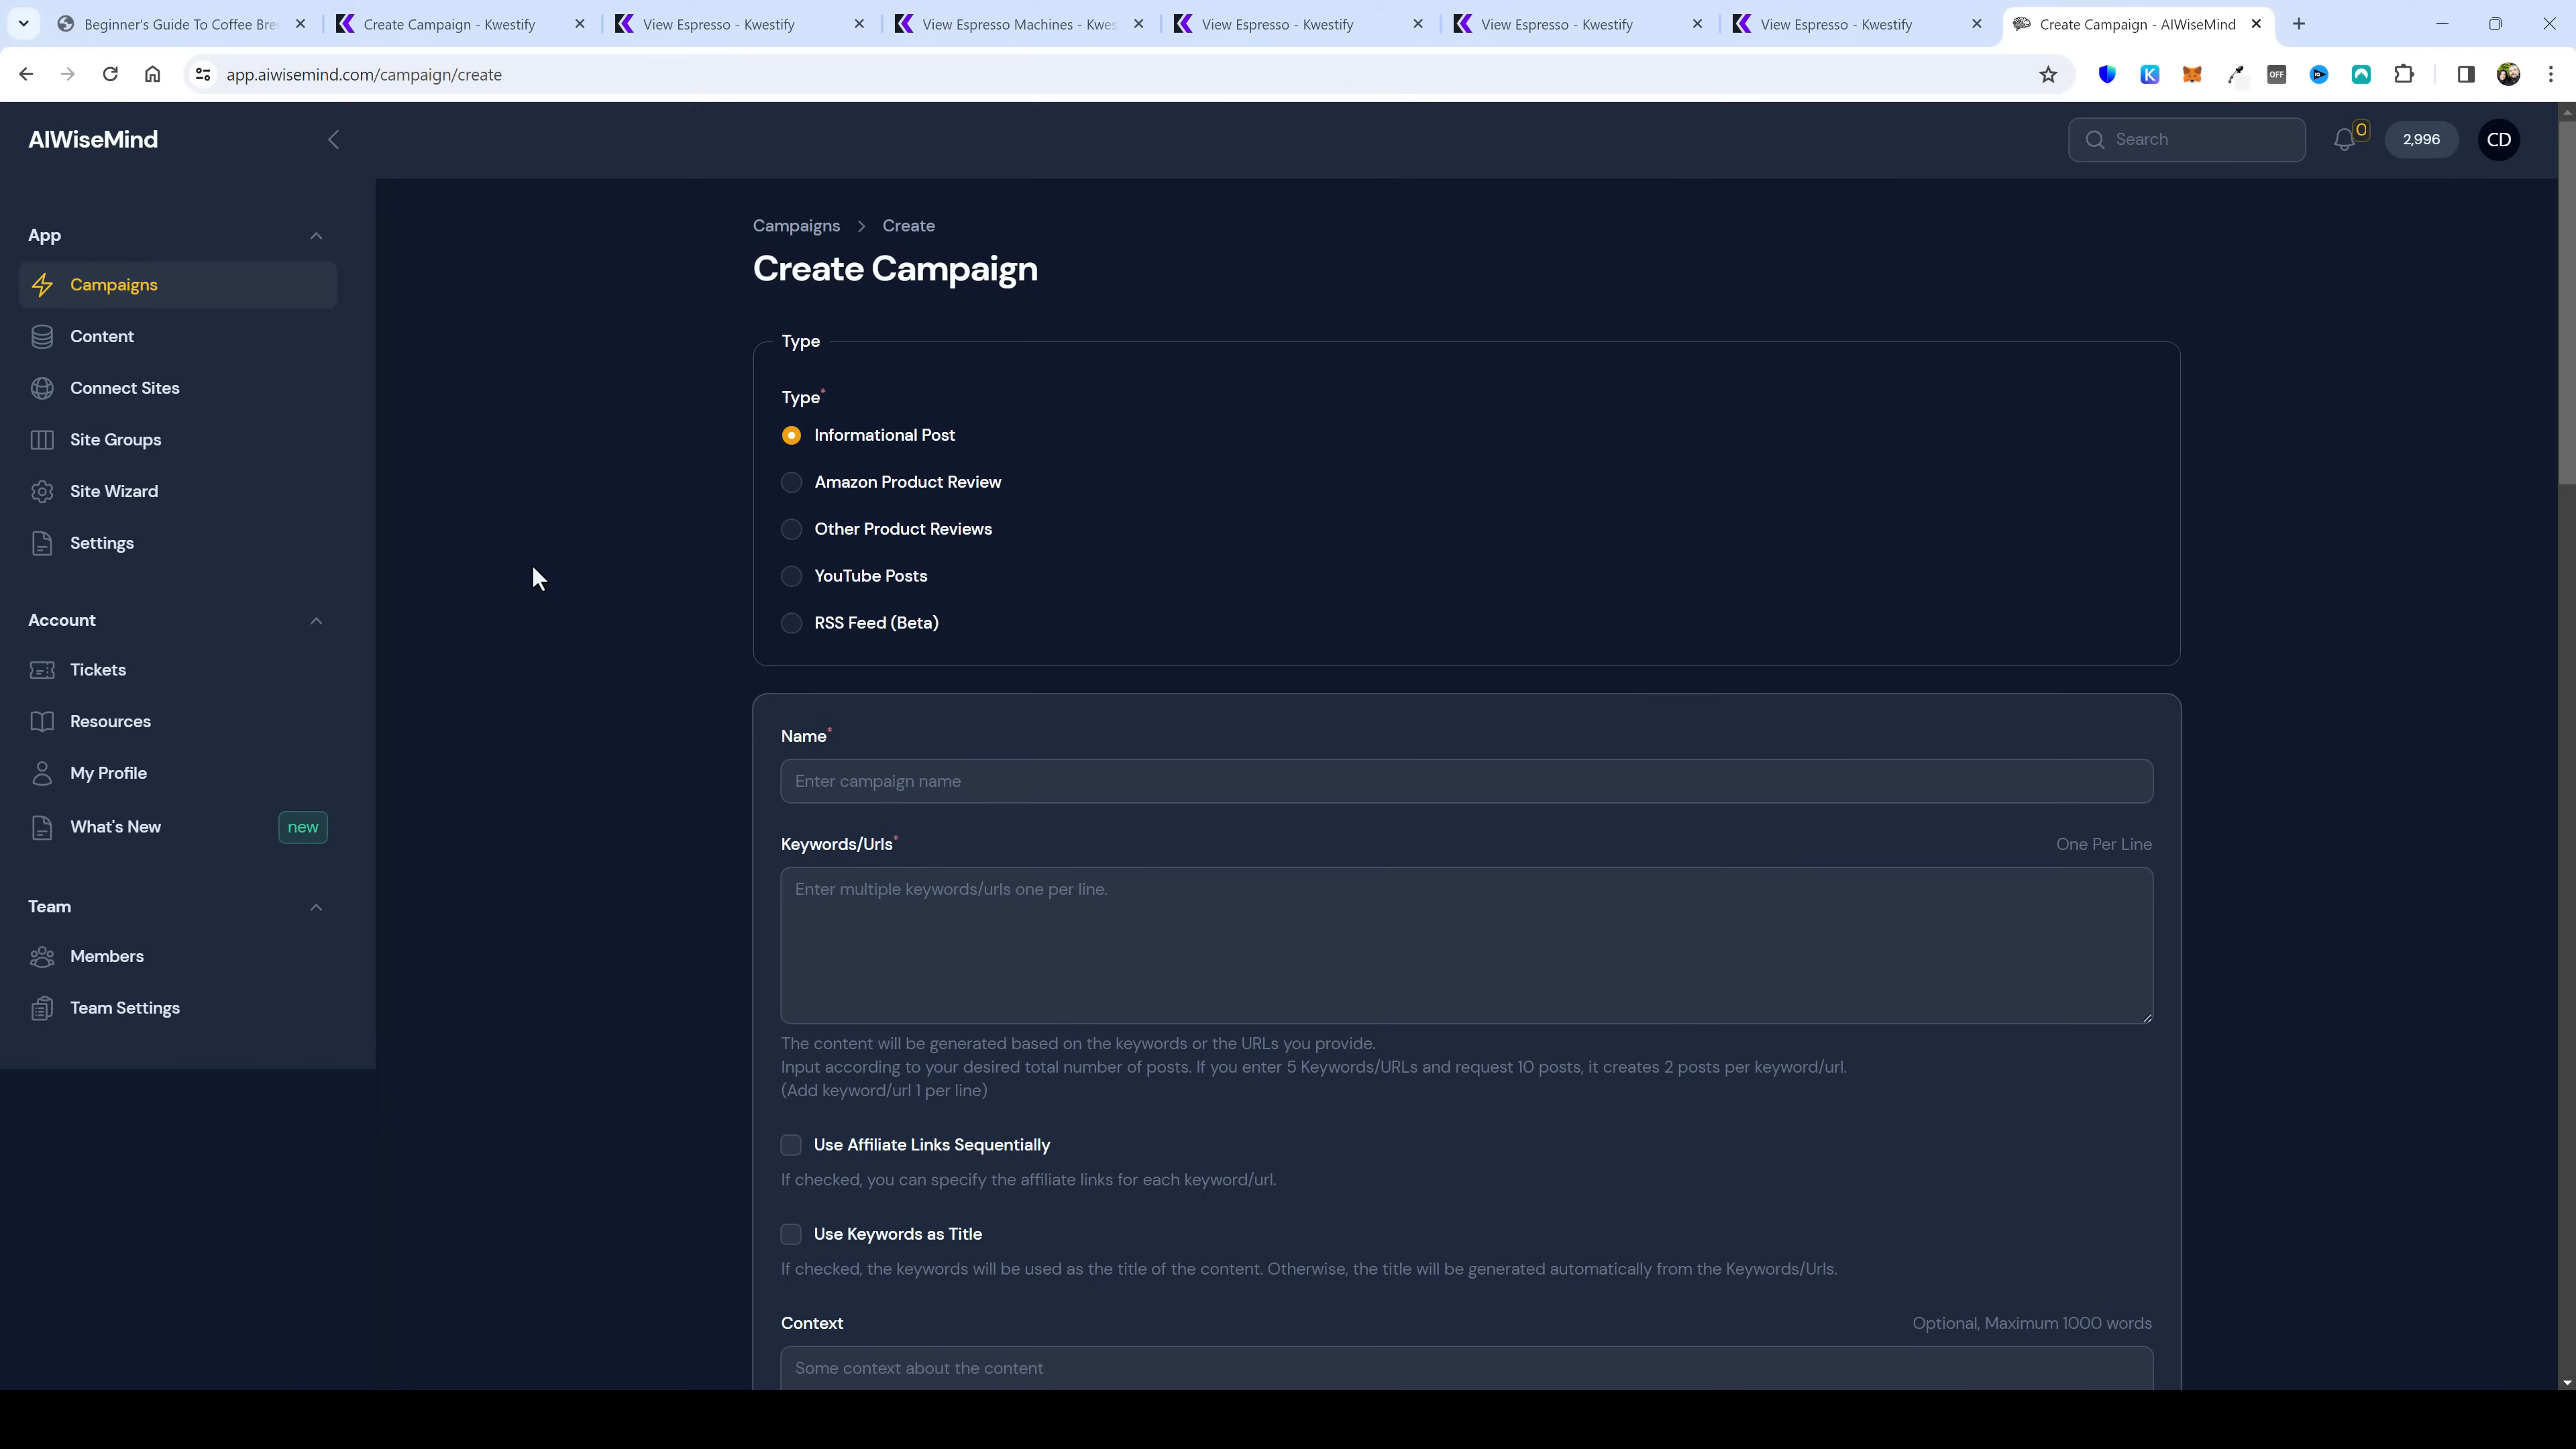 Beginner's Guide To Coffee Bre
Create Campaign - Kwestify
View Espresso - Kwestify
View Espresso Machines - Kwes
View Espresso - Kwestify
View Espresso - Kwestify
View Espresso - Kwestify
Create Campaign - AIWiseMind
app.aiwisemind.com/campaign/create
OFF
AIWiseMind
Search
0
2,996
CD
App
Campaigns
Content
Connect Sites
Site Groups
Site Wizard
Settings
Account
Tickets
Resources
My Profile
What's New
new
Team
Members
Team Settings
Campaigns > Create
Create Campaign
Type
Type*
Informational Post
Amazon Product Review
Other Product Reviews
YouTube Posts
RSS Feed (Beta)
Name*
Enter campaign name
Keywords/Urls*
One Per Line
Enter multiple keywords/urls one per line.
The content will be generated based on the keywords or the URLs you provide.
Input according to your desired total number of posts. If you enter 5 Keywords/URLs and request 10 posts, it creates 2 posts per keyword/url.
(Add keyword/url 1 per line)
Use Affiliate Links Sequentially
If checked, you can specify the affiliate links for each keyword/url.
Use Keywords as Title
If checked, the keywords will be used as the title of the content. Otherwise, the title will be generated automatically from the Keywords/Urls.
Context
Optional, Maximum 1000 words
Some context about the content